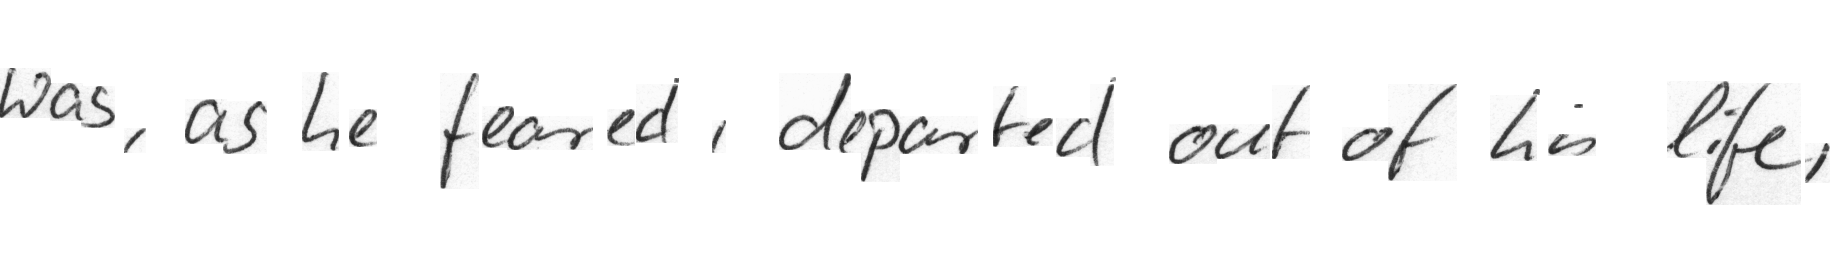 was, as he feared, departed out of his life,